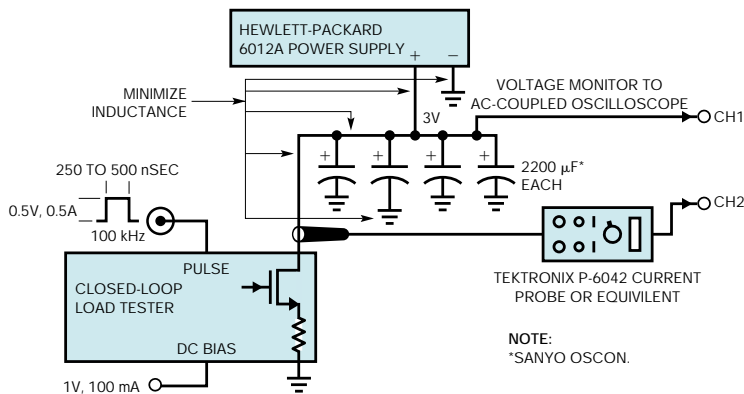 HEWLETT-PACKARD
6012A POWER SUPPLY
+ −
MINIMIZE
INDUCTANCE
VOLTAGE MONITOR TO
AC-COUPLED OSCILLOSCOPE
CH1
3V
+ + + +
2200 µF*
EACH
250 TO 500 nSEC
0.5V, 0.5A
100 kHz
CH2
PULSE
CLOSED-LOOP
LOAD TESTER
DC BIAS
TEKTRONIX P-6042 CURRENT
PROBE OR EQUIVILENT
NOTE:
*SANYO OSCON.
1V, 100 mA